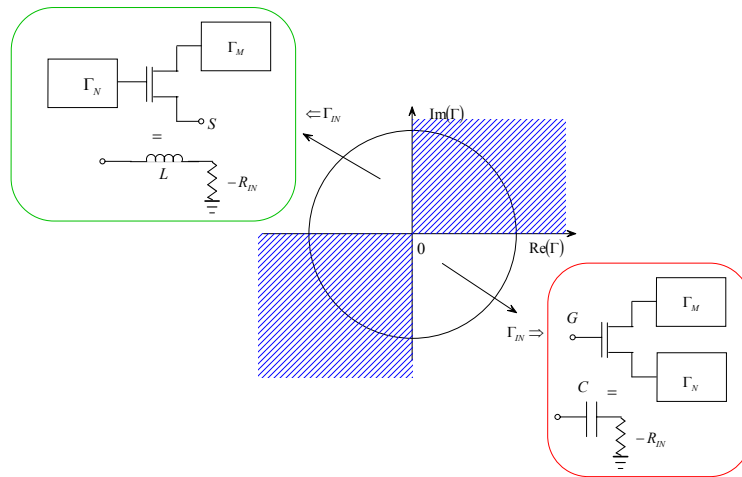 Γ_M
Γ_N
S
=
L
−R_IN
⇐Γ_IN
Im(Γ)
0
Re(Γ)
Γ_IN⇒
G
Γ_M
Γ_N
C
=
−R_IN